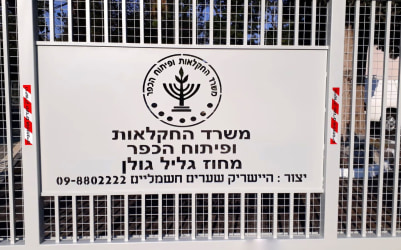 משרד החקלאות ופיתוח הכפר
משרד החקלאות
ופיתוח הכפר
מחוז גליל גולן
יצור : היישריק שערים חשמליים 09-8802222